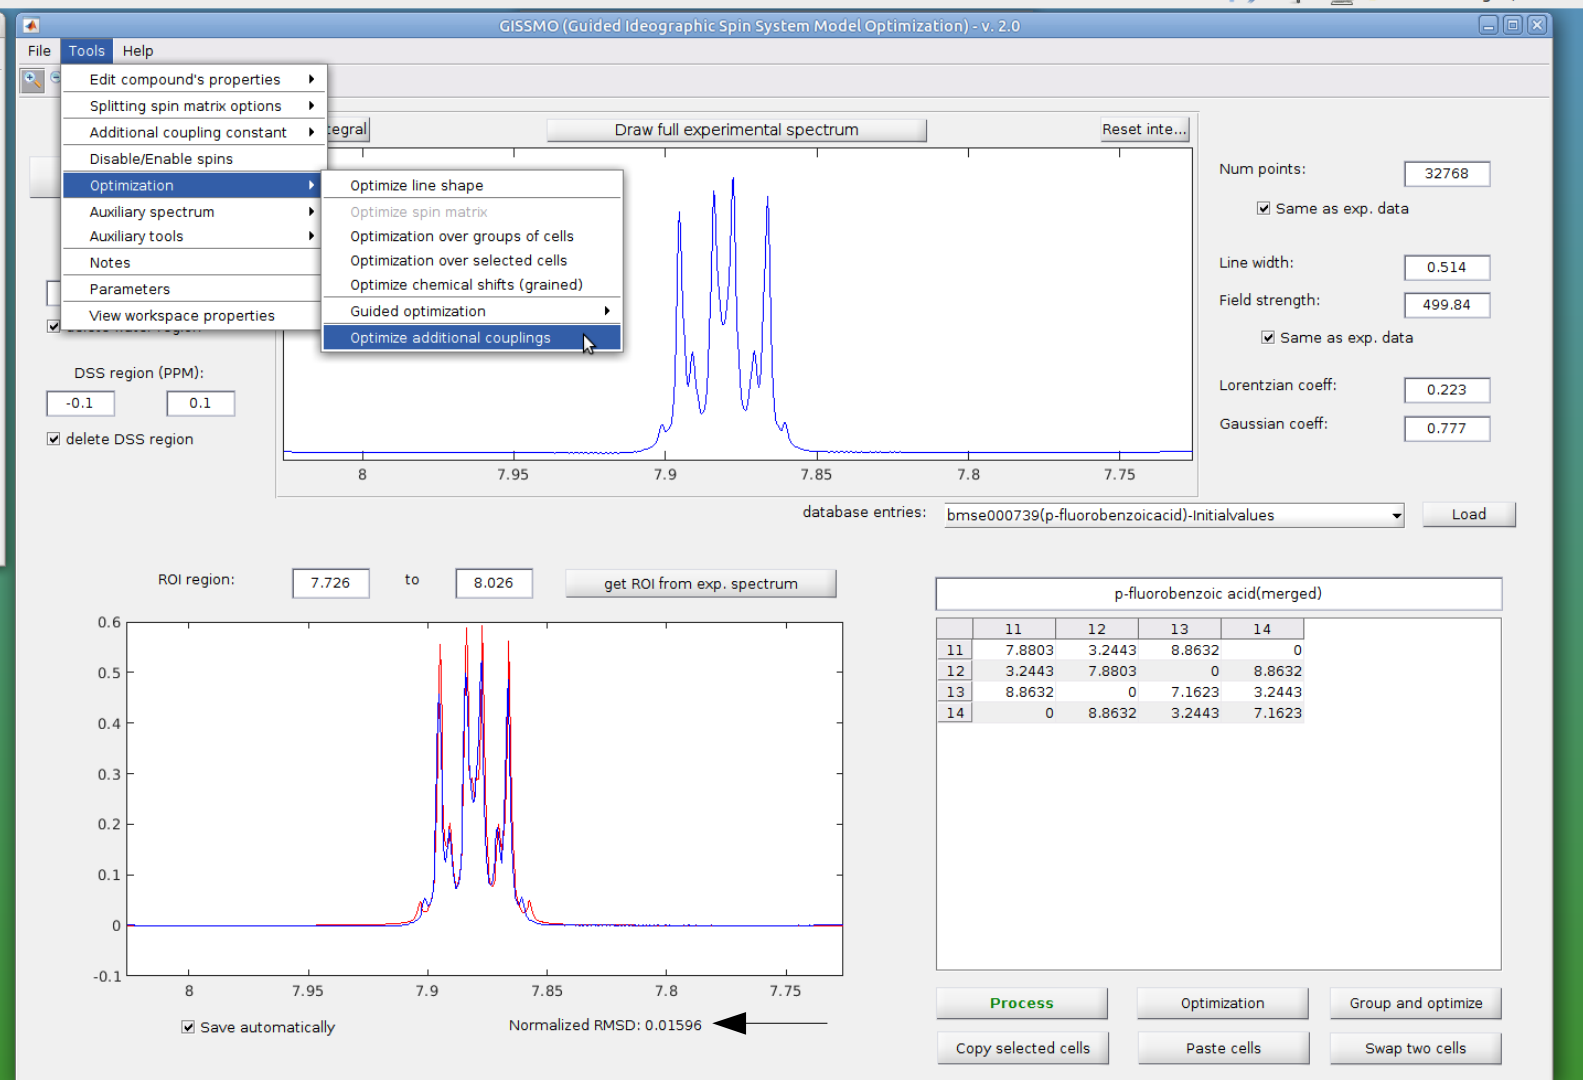 GISSMO (Guided Ideographic Spin System Model Optimization) - v. 2.0
File Tools Help
Edit compound's properties
Splitting spin matrix options
Additional coupling constant
Disable/Enable spins
Optimization
Auxiliary spectrum
Auxiliary tools
Notes
Parameters
View workspace properties
Optimize line shape
Optimize spin matrix
Optimization over groups of cells
Optimization over selected cells
Optimize chemical shifts (grained)
Guided optimization
Optimize additional couplings
Draw full experimental spectrum
Reset inte...
8 7.95 7.9 7.85 7.8 7.75
DSS region (PPM):
-0.1 0.1
delete DSS region
Num points: 32768
Same as exp. data
Line width: 0.514
Field strength: 499.84
Same as exp. data
Lorentzian coeff: 0.223
Gaussian coeff: 0.777
database entries: bmse000739(p-fluorobenzoicacid)-Initialvalues Load
ROI region: 7.726 to 8.026 get ROI from exp. spectrum
0.6
0.5
0.4
0.3
0.2
0.1
0
-0.1
8 7.95 7.9 7.85 7.8 7.75
Save automatically
Normalized RMSD: 0.01596
p-fluorobenzoic acid(merged)
11 12 13 14
11 7.8803 3.2443 8.8632 0
12 3.2443 7.8803 0 8.8632
13 8.8632 0 7.1623 3.2443
14 0 8.8632 3.2443 7.1623
Process Optimization Group and optimize
Copy selected cells Paste cells Swap two cells